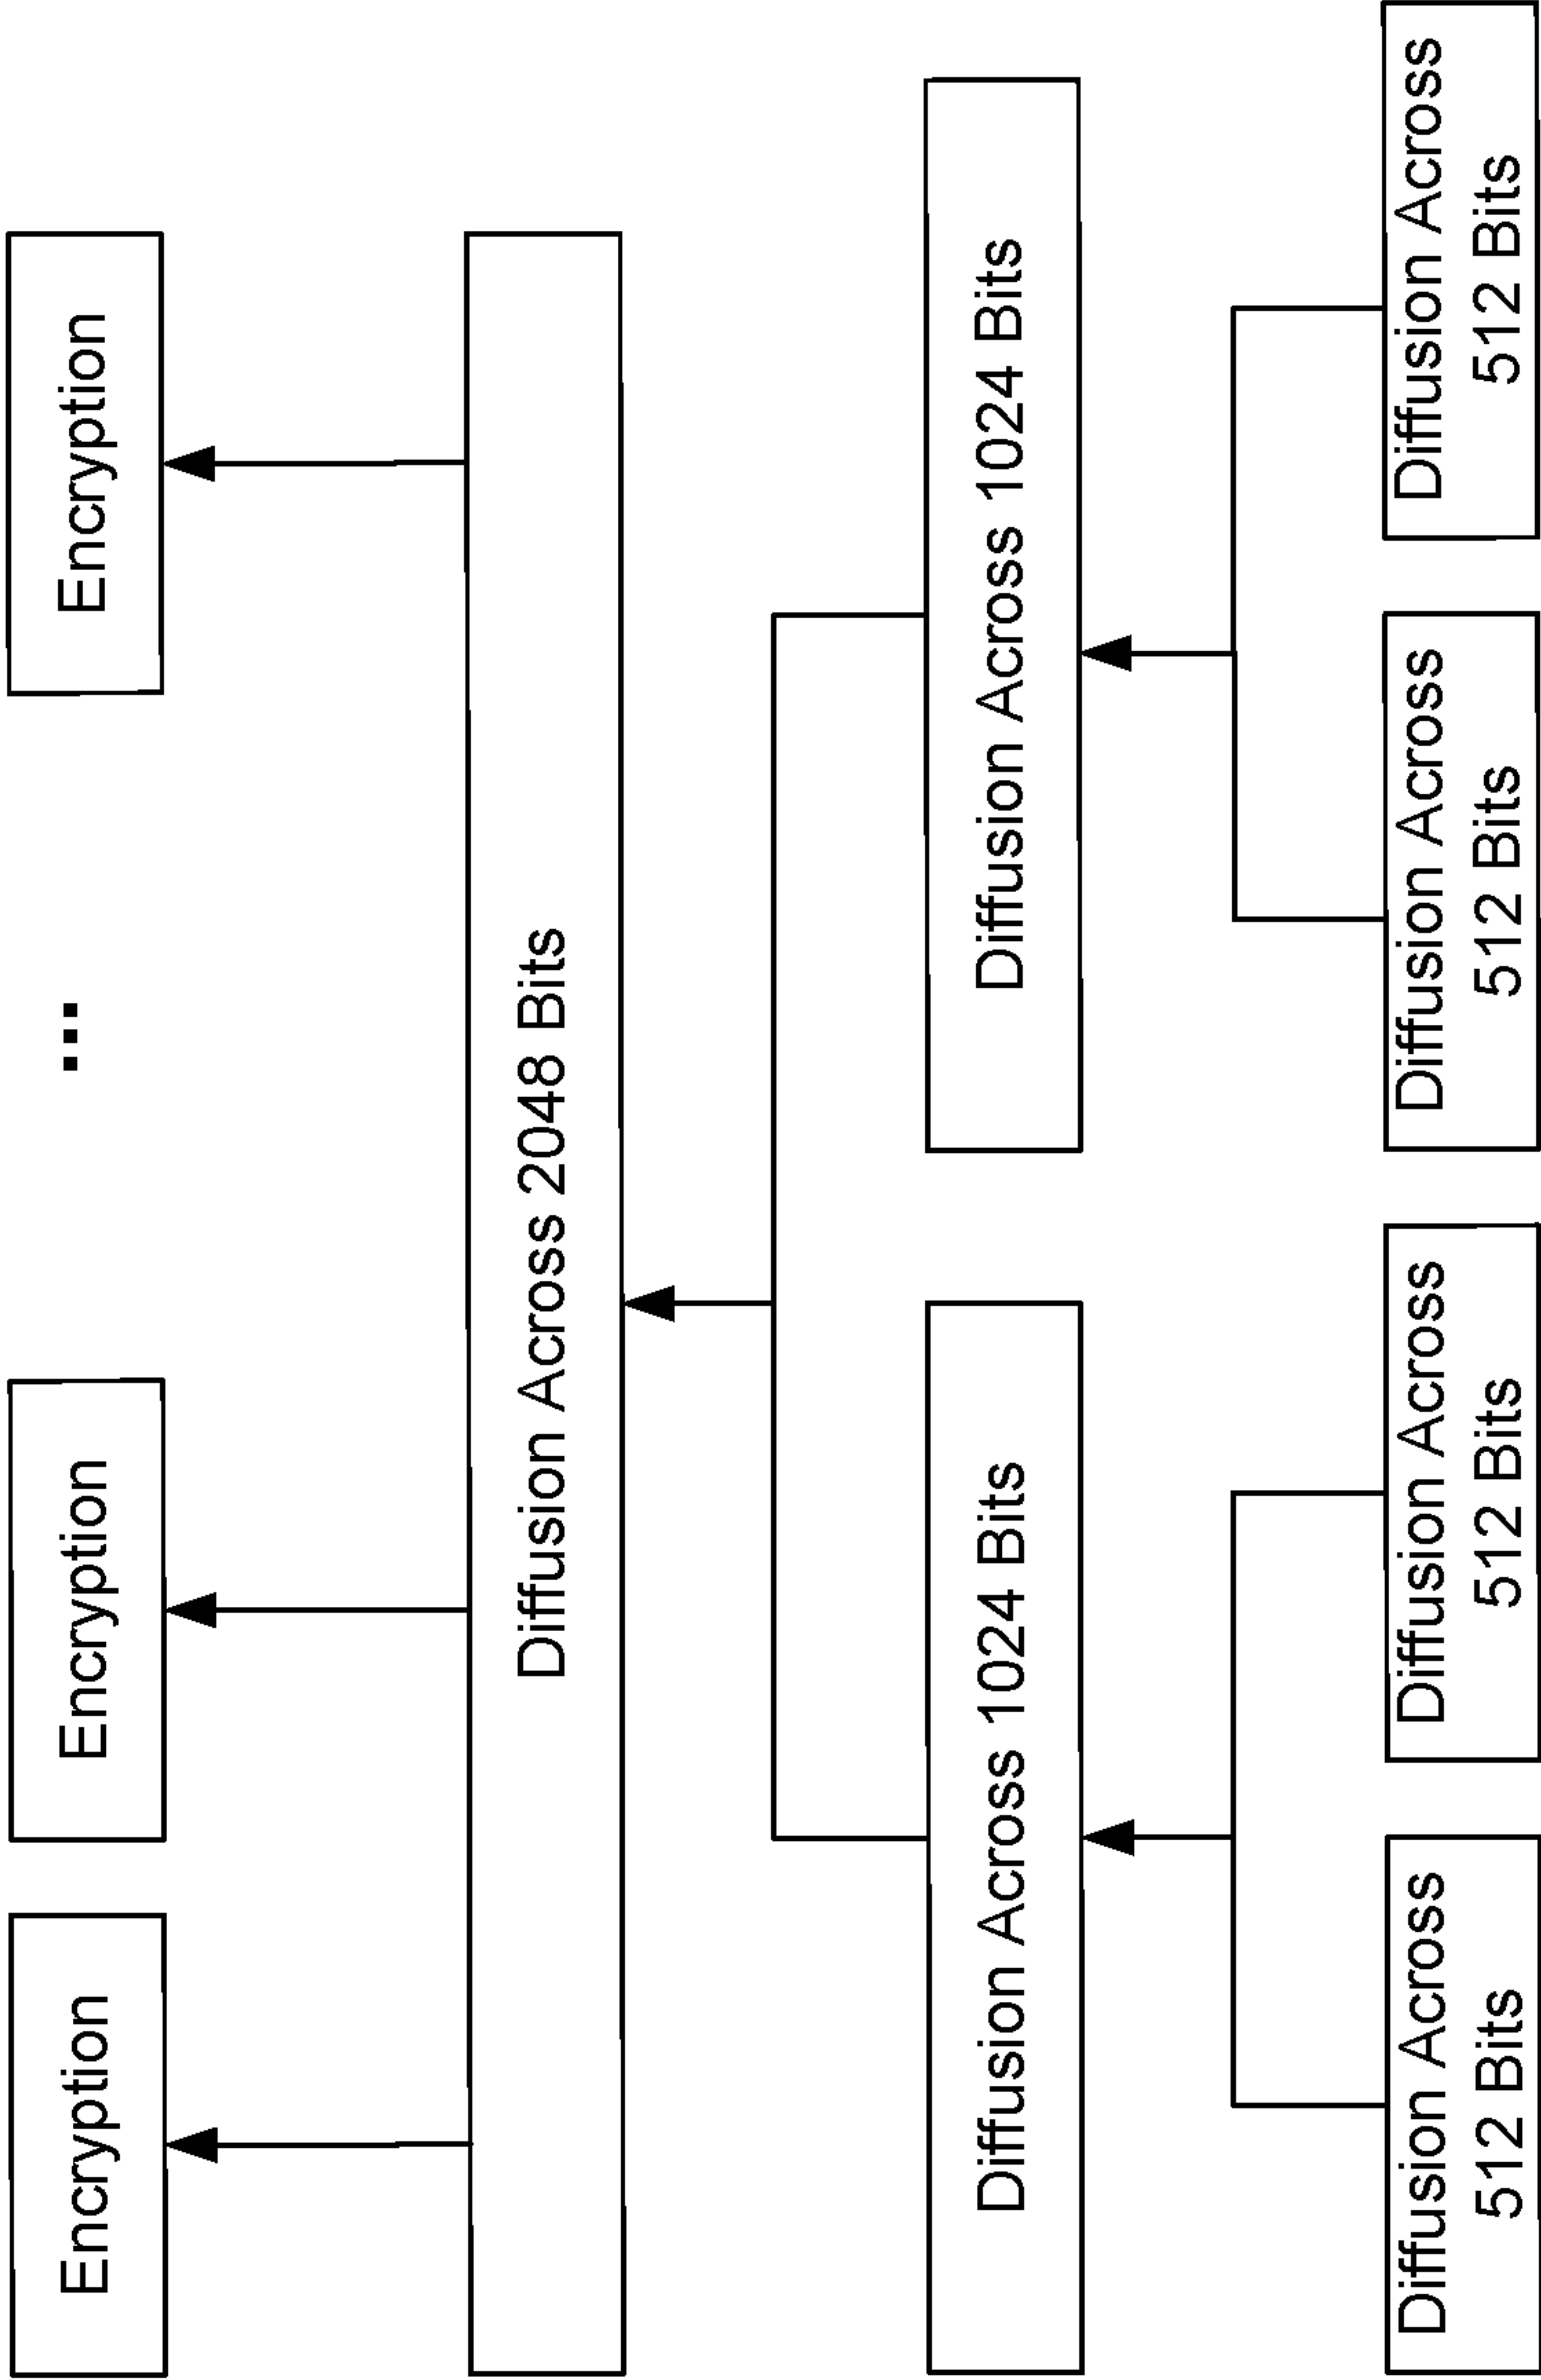 Encryption
Encryption
...
Encryption
Diffusion Across 2048 Bits
Diffusion Across 1024 Bits
Diffusion Across 1024 Bits
Diffusion Across
512 Bits
Diffusion Across
512 Bits
Diffusion Across
512 Bits
Diffusion Across
512 Bits